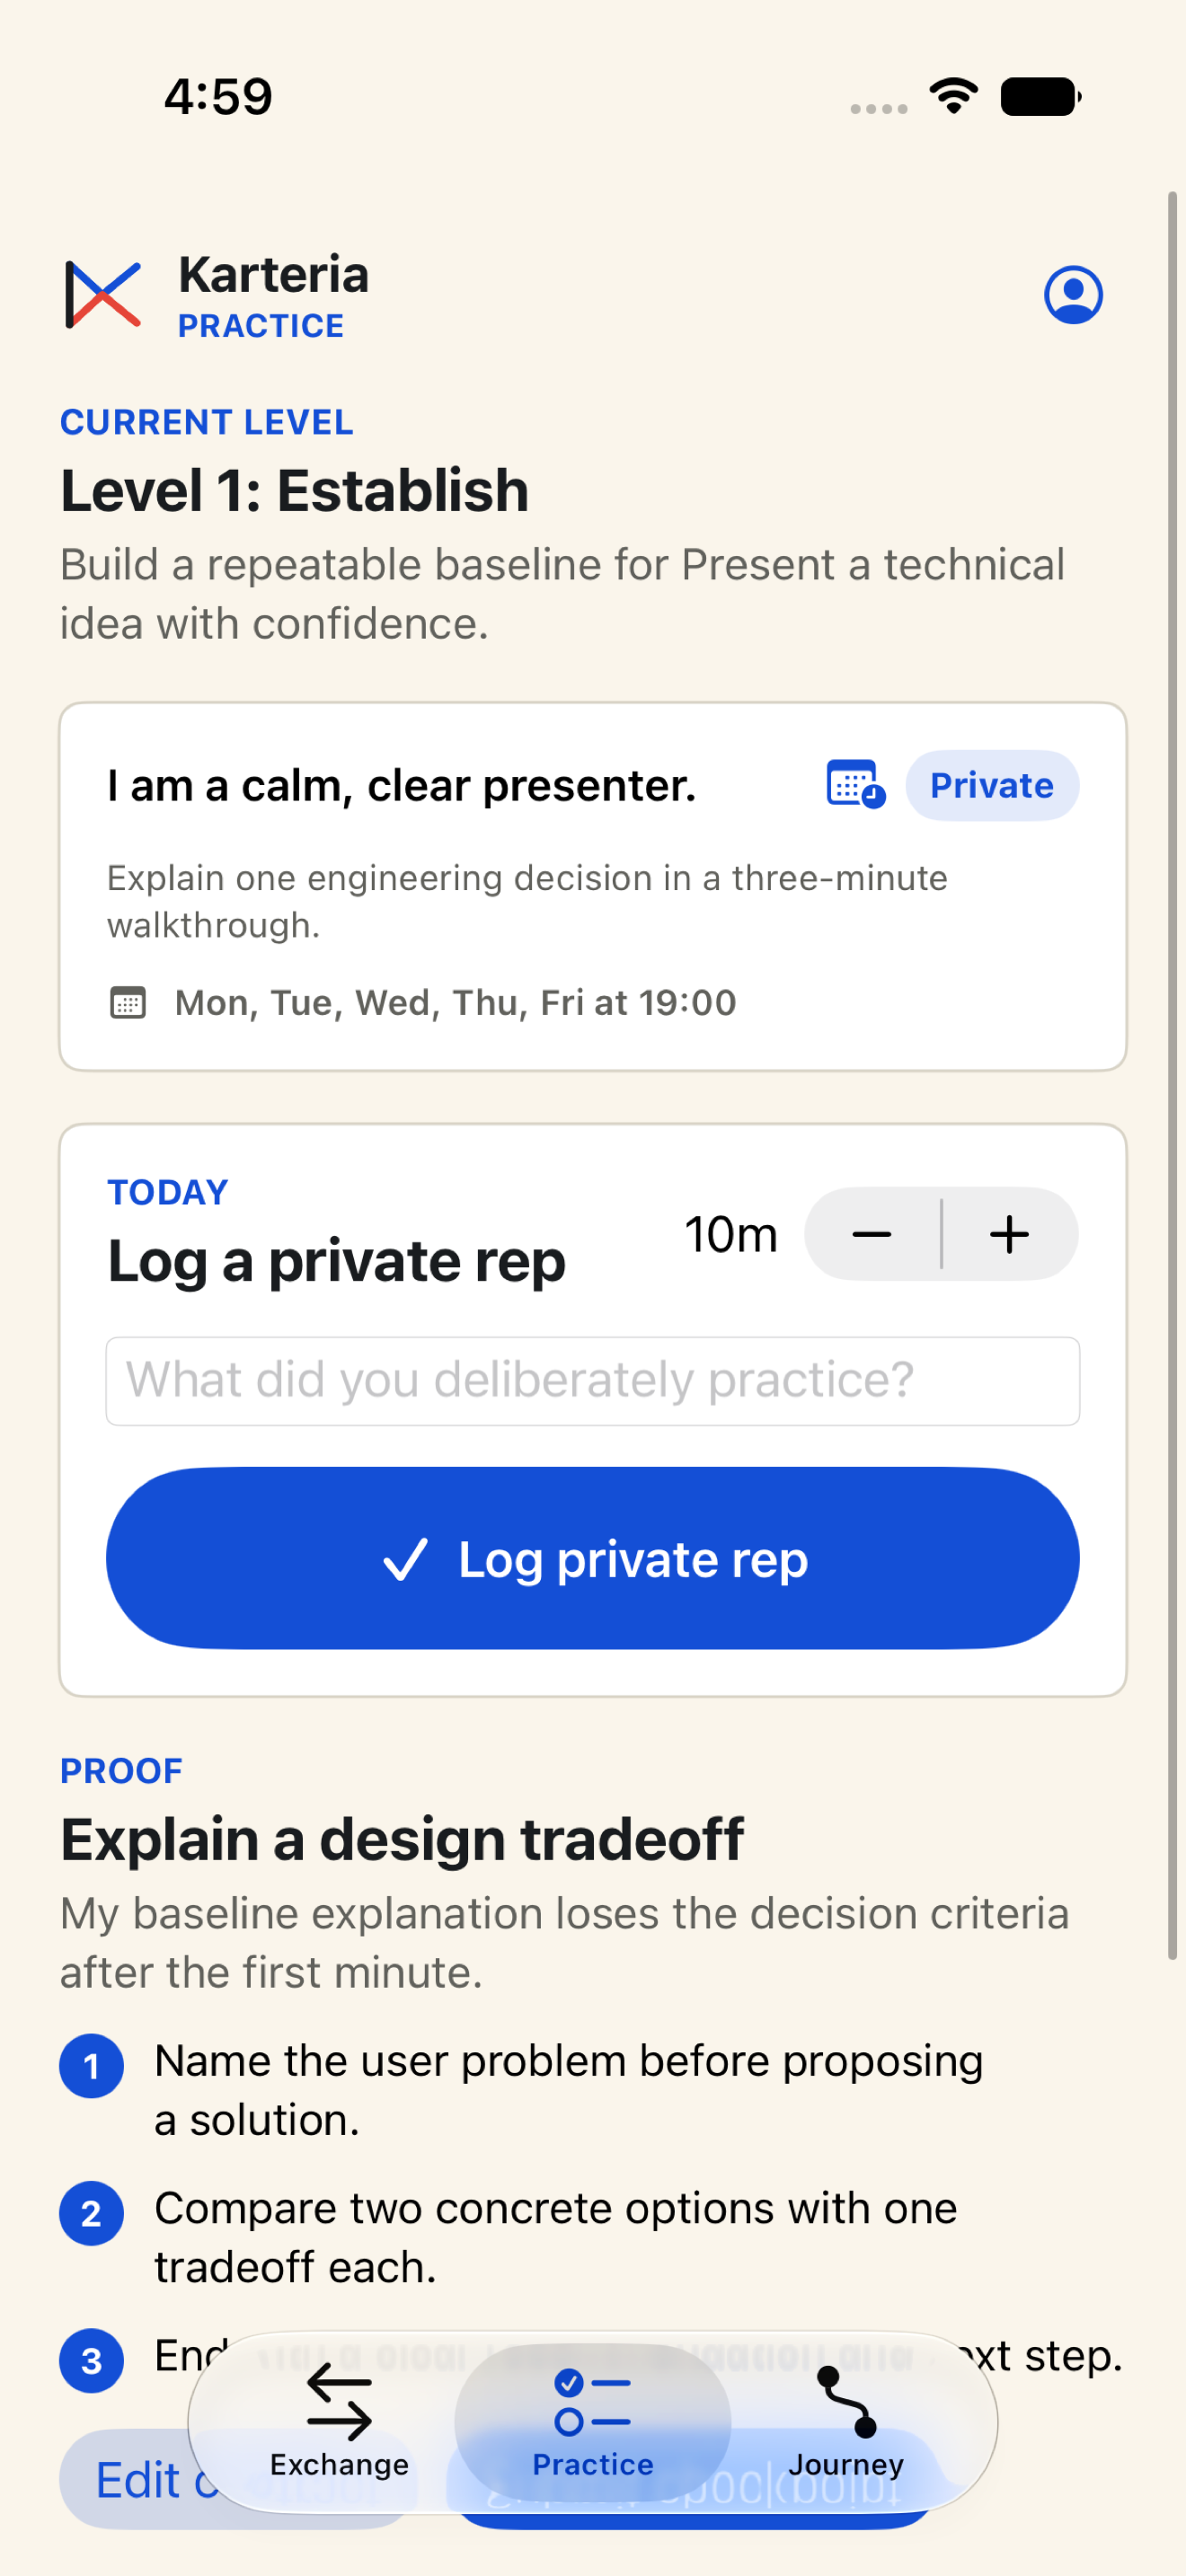 4:59
Karteria
PRACTICE
CURRENT LEVEL
Level 1: Establish
Build a repeatable baseline for Present a technical
idea with confidence.
I am a calm, clear presenter.
Private
Explain one engineering decision in a three-minute
walkthrough.
Mon, Tue, Wed, Thu, Fri at 19:00
TODAY
Log a private rep
10m
What did you deliberately practice?
Log private rep
PROOF
Explain a design tradeoff
My baseline explanation loses the decision criteria
after the first minute.
1 Name the user problem before proposing
a solution.
2 Compare two concrete options with one
tradeoff each.
3 End step.
Edit
Exchange
Practice
Journey